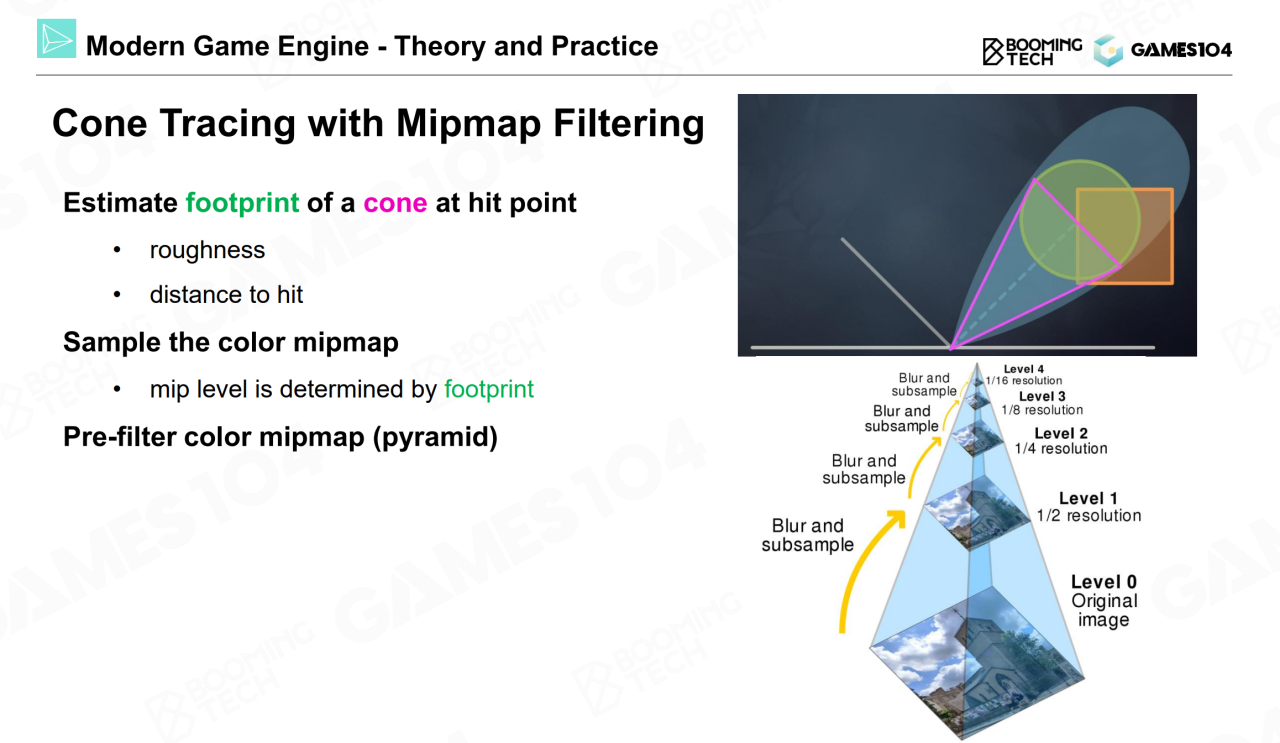 Modern Game Engine - Theory and Practice
BOOMING
TECH
GAMES104
Cone Tracing with Mipmap Filtering
Estimate footprint of a cone at hit point
• roughness
• distance to hit
Sample the color mipmap
• mip level is determined by footprint
Pre-filter color mipmap (pyramid)
Level 4
1/16 resolution
Blur and
subsample
Level 3
1/8 resolution
Blur and
subsample
Level 2
1/4 resolution
Blur and
subsample
Level 1
1/2 resolution
Blur and
subsample
Level 0
Original
image